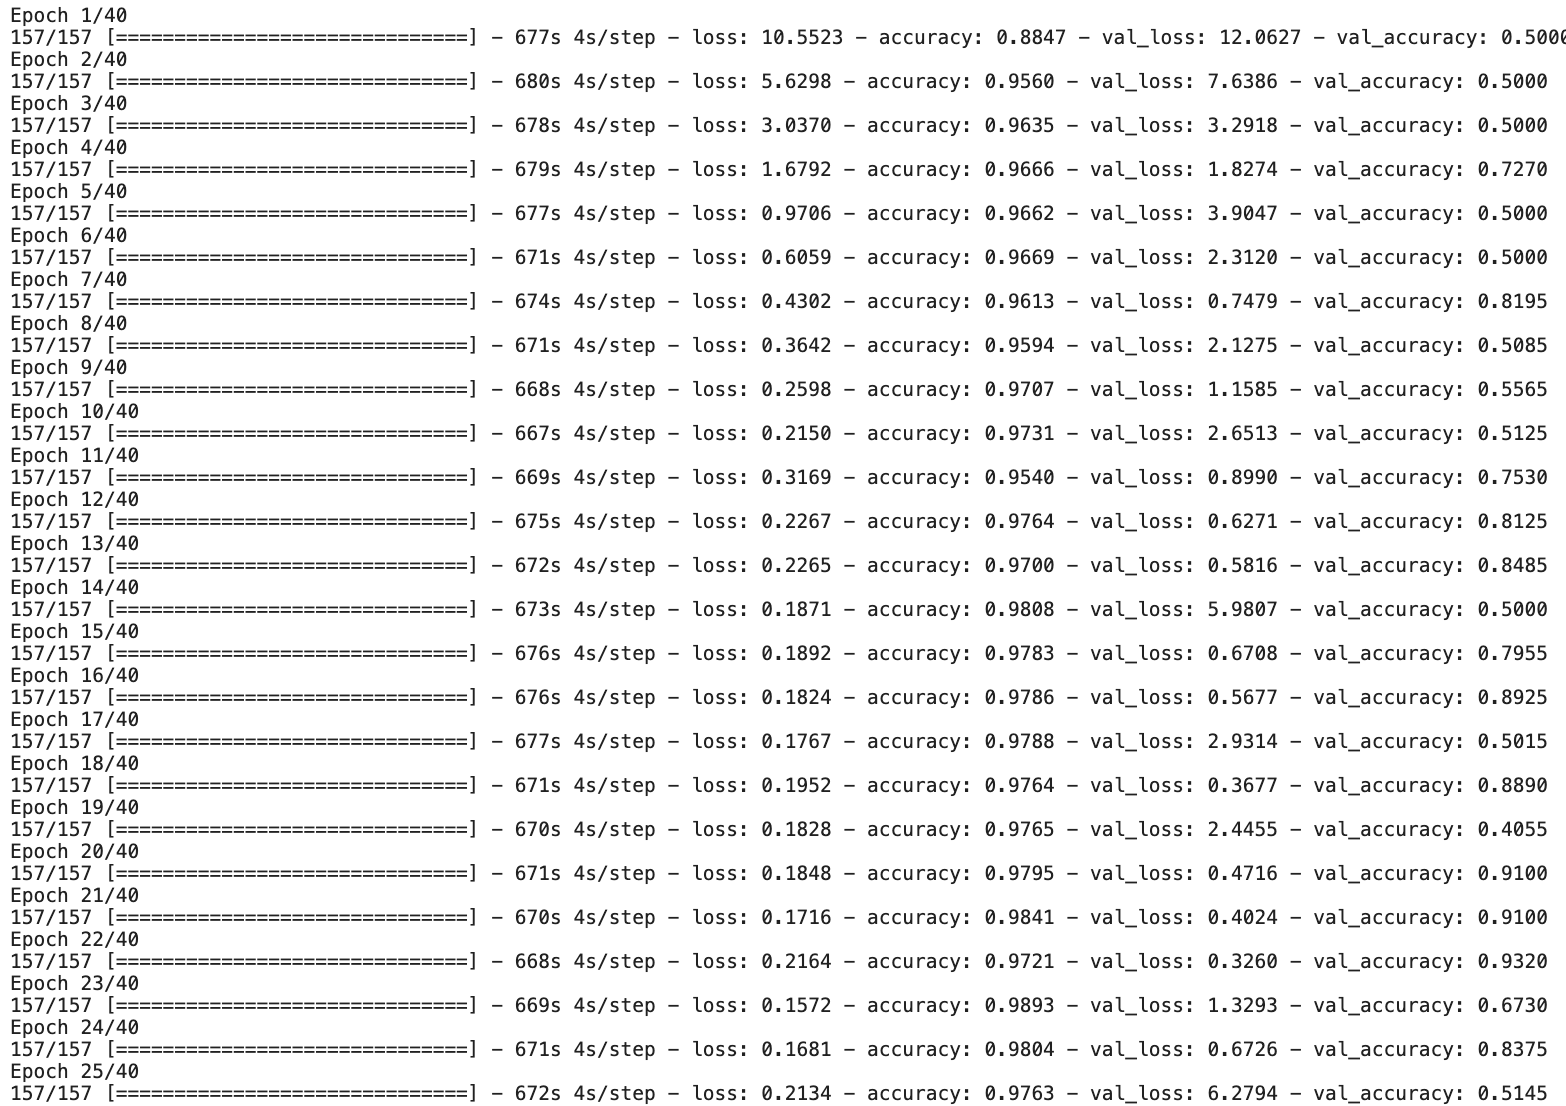 Epoch 1/40
157/157 [==============================] - 677s 4s/step - loss: 10.5523 - accuracy: 0.8847 - val_loss: 12.0627 - val_accuracy: 0.5000
Epoch 2/40
157/157 [==============================] - 680s 4s/step - loss: 5.6298 - accuracy: 0.9560 - val_loss: 7.6386 - val_accuracy: 0.5000
Epoch 3/40
157/157 [==============================] - 678s 4s/step - loss: 3.0370 - accuracy: 0.9635 - val_loss: 3.2918 - val_accuracy: 0.5000
Epoch 4/40
157/157 [==============================] - 679s 4s/step - loss: 1.6792 - accuracy: 0.9666 - val_loss: 1.8274 - val_accuracy: 0.7270
Epoch 5/40
157/157 [==============================] - 677s 4s/step - loss: 0.9706 - accuracy: 0.9662 - val_loss: 3.9047 - val_accuracy: 0.5000
Epoch 6/40
157/157 [==============================] - 671s 4s/step - loss: 0.6059 - accuracy: 0.9669 - val_loss: 2.3120 - val_accuracy: 0.5000
Epoch 7/40
157/157 [==============================] - 674s 4s/step - loss: 0.4302 - accuracy: 0.9613 - val_loss: 0.7479 - val_accuracy: 0.8195
Epoch 8/40
157/157 [==============================] - 671s 4s/step - loss: 0.3642 - accuracy: 0.9594 - val_loss: 2.1275 - val_accuracy: 0.5085
Epoch 9/40
157/157 [==============================] - 668s 4s/step - loss: 0.2598 - accuracy: 0.9707 - val_loss: 1.1585 - val_accuracy: 0.5565
Epoch 10/40
157/157 [==============================] - 667s 4s/step - loss: 0.2150 - accuracy: 0.9731 - val_loss: 2.6513 - val_accuracy: 0.5125
Epoch 11/40
157/157 [==============================] - 669s 4s/step - loss: 0.3169 - accuracy: 0.9540 - val_loss: 0.8990 - val_accuracy: 0.7530
Epoch 12/40
157/157 [==============================] - 675s 4s/step - loss: 0.2267 - accuracy: 0.9764 - val_loss: 0.6271 - val_accuracy: 0.8125
Epoch 13/40
157/157 [==============================] - 672s 4s/step - loss: 0.2265 - accuracy: 0.9700 - val_loss: 0.5816 - val_accuracy: 0.8485
Epoch 14/40
157/157 [==============================] - 673s 4s/step - loss: 0.1871 - accuracy: 0.9808 - val_loss: 5.9807 - val_accuracy: 0.5000
Epoch 15/40
157/157 [==============================] - 676s 4s/step - loss: 0.1892 - accuracy: 0.9783 - val_loss: 0.6708 - val_accuracy: 0.7955
Epoch 16/40
157/157 [==============================] - 676s 4s/step - loss: 0.1824 - accuracy: 0.9786 - val_loss: 0.5677 - val_accuracy: 0.8925
Epoch 17/40
157/157 [==============================] - 677s 4s/step - loss: 0.1767 - accuracy: 0.9788 - val_loss: 2.9314 - val_accuracy: 0.5015
Epoch 18/40
157/157 [==============================] - 671s 4s/step - loss: 0.1952 - accuracy: 0.9764 - val_loss: 0.3677 - val_accuracy: 0.8890
Epoch 19/40
157/157 [==============================] - 670s 4s/step - loss: 0.1828 - accuracy: 0.9765 - val_loss: 2.4455 - val_accuracy: 0.4055
Epoch 20/40
157/157 [==============================] - 671s 4s/step - loss: 0.1848 - accuracy: 0.9795 - val_loss: 0.4716 - val_accuracy: 0.9100
Epoch 21/40
157/157 [==============================] - 670s 4s/step - loss: 0.1716 - accuracy: 0.9841 - val_loss: 0.4024 - val_accuracy: 0.9100
Epoch 22/40
157/157 [==============================] - 668s 4s/step - loss: 0.2164 - accuracy: 0.9721 - val_loss: 0.3260 - val_accuracy: 0.9320
Epoch 23/40
157/157 [==============================] - 669s 4s/step - loss: 0.1572 - accuracy: 0.9893 - val_loss: 1.3293 - val_accuracy: 0.6730
Epoch 24/40
157/157 [==============================] - 671s 4s/step - loss: 0.1681 - accuracy: 0.9804 - val_loss: 0.6726 - val_accuracy: 0.8375
Epoch 25/40
157/157 [==============================] - 672s 4s/step - loss: 0.2134 - accuracy: 0.9763 - val_loss: 6.2794 - val_accuracy: 0.5145